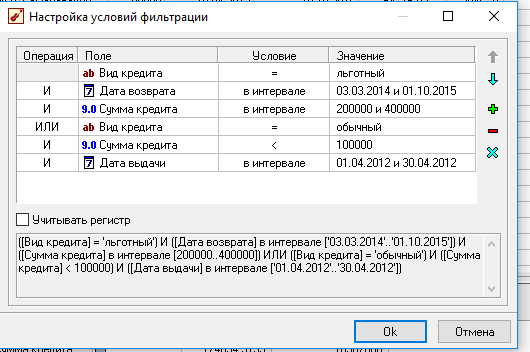 Настройка условий фильтрации
Операция Поле Условие Значение
ab Вид кредита = льготный
И 7 Дата возврата в интервале 03.03.2014 и 01.10.2015
И 9.0 Сумма кредита в интервале 200000 и 400000
ИЛИ ab Вид кредита = обычный
И 9.0 Сумма кредита < 100000
И 7 Дата выдачи в интервале 01.04.2012 и 30.04.2012
Учитывать регистр
([Вид кредита] = 'льготный') И ([Дата возврата] в интервале ['03.03.2014'..'01.10.2015']) И
([Сумма кредита] в интервале [200000..400000]) ИЛИ ([Вид кредита] = 'обычный') И ([Сумма
кредита] < 100000) И ([Дата выдачи] в интервале ['01.04.2012'..'30.04.2012'])
Ok Отмена